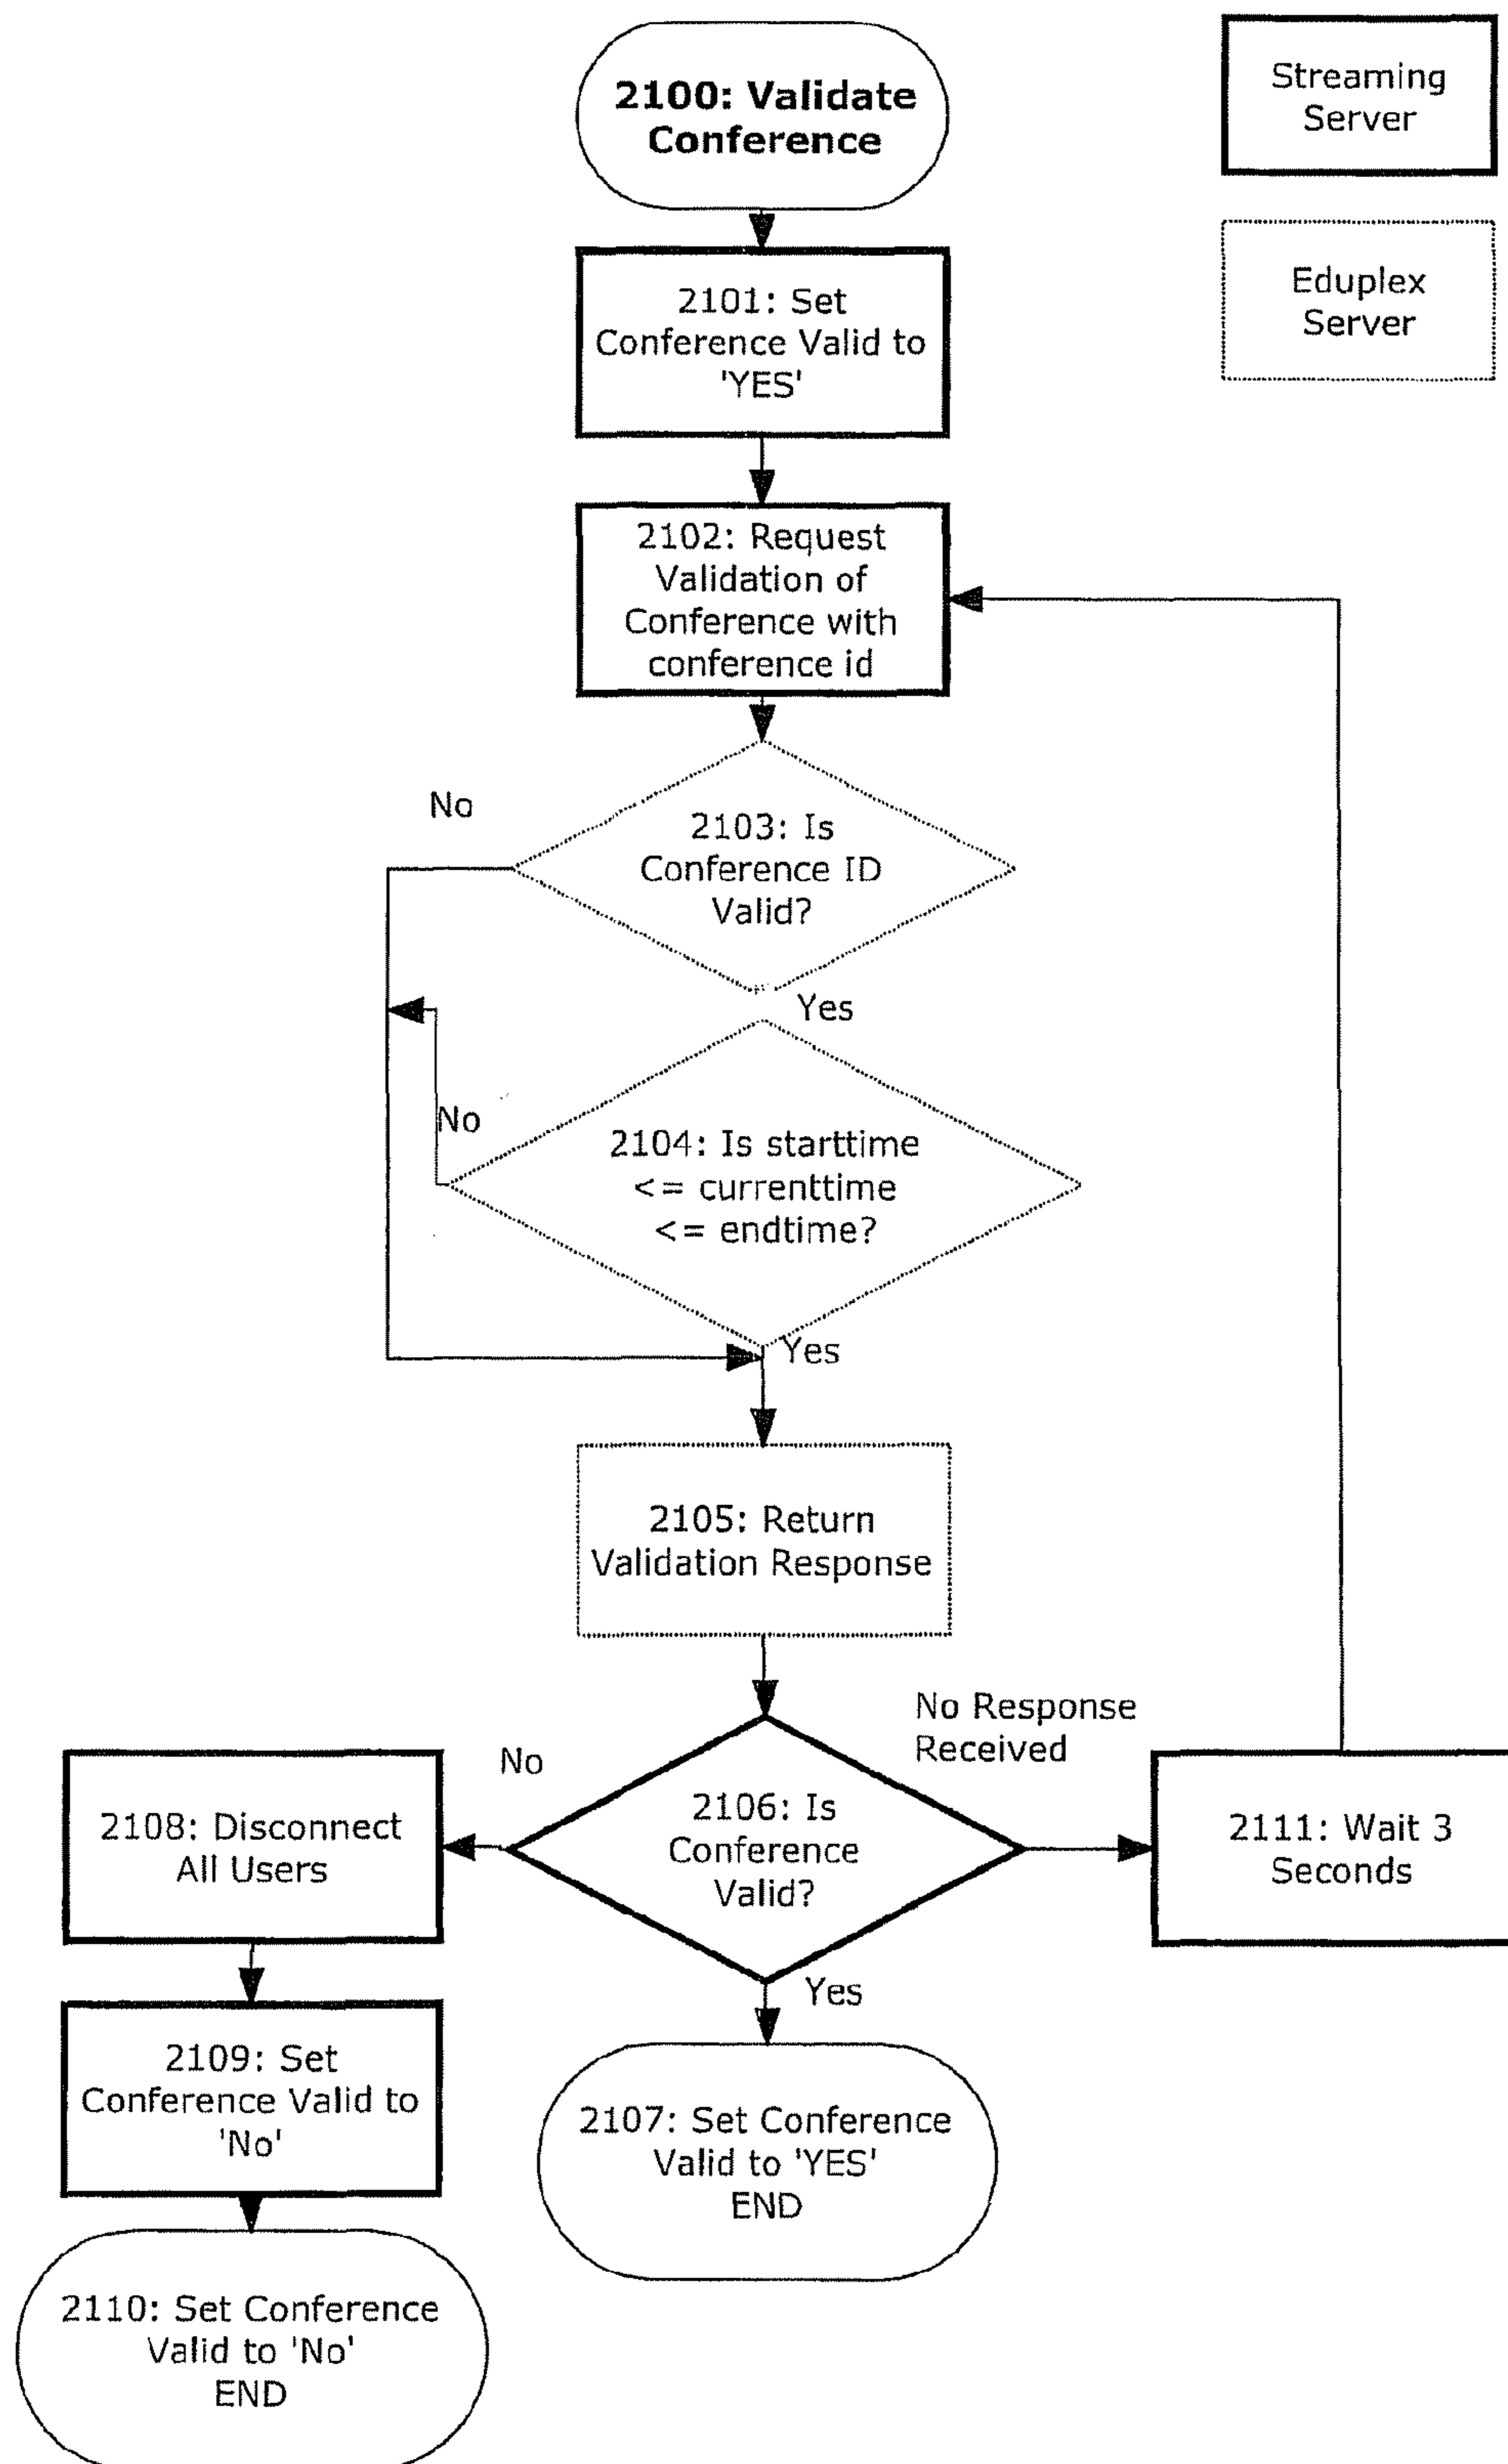 2100: Validate
Conference
Streaming
Server
Eduplex
Server
2101: Set
Conference Valid to
'YES'
2102: Request
Validation of
Conference with
conference id
No
2103: Is
Conference ID
Valid?
Yes
No
2104: Is starttime
<= currenttime
<= endtime?
Yes
2105: Return
Validation Response
No Response
Received
No
2106: Is
Conference
Valid?
2108: Disconnect
All Users
2111: Wait 3
Seconds
Yes
2109: Set
Conference Valid to
'No'
2107: Set Conference
Valid to 'YES'
END
2110: Set Conference
Valid to 'No'
END